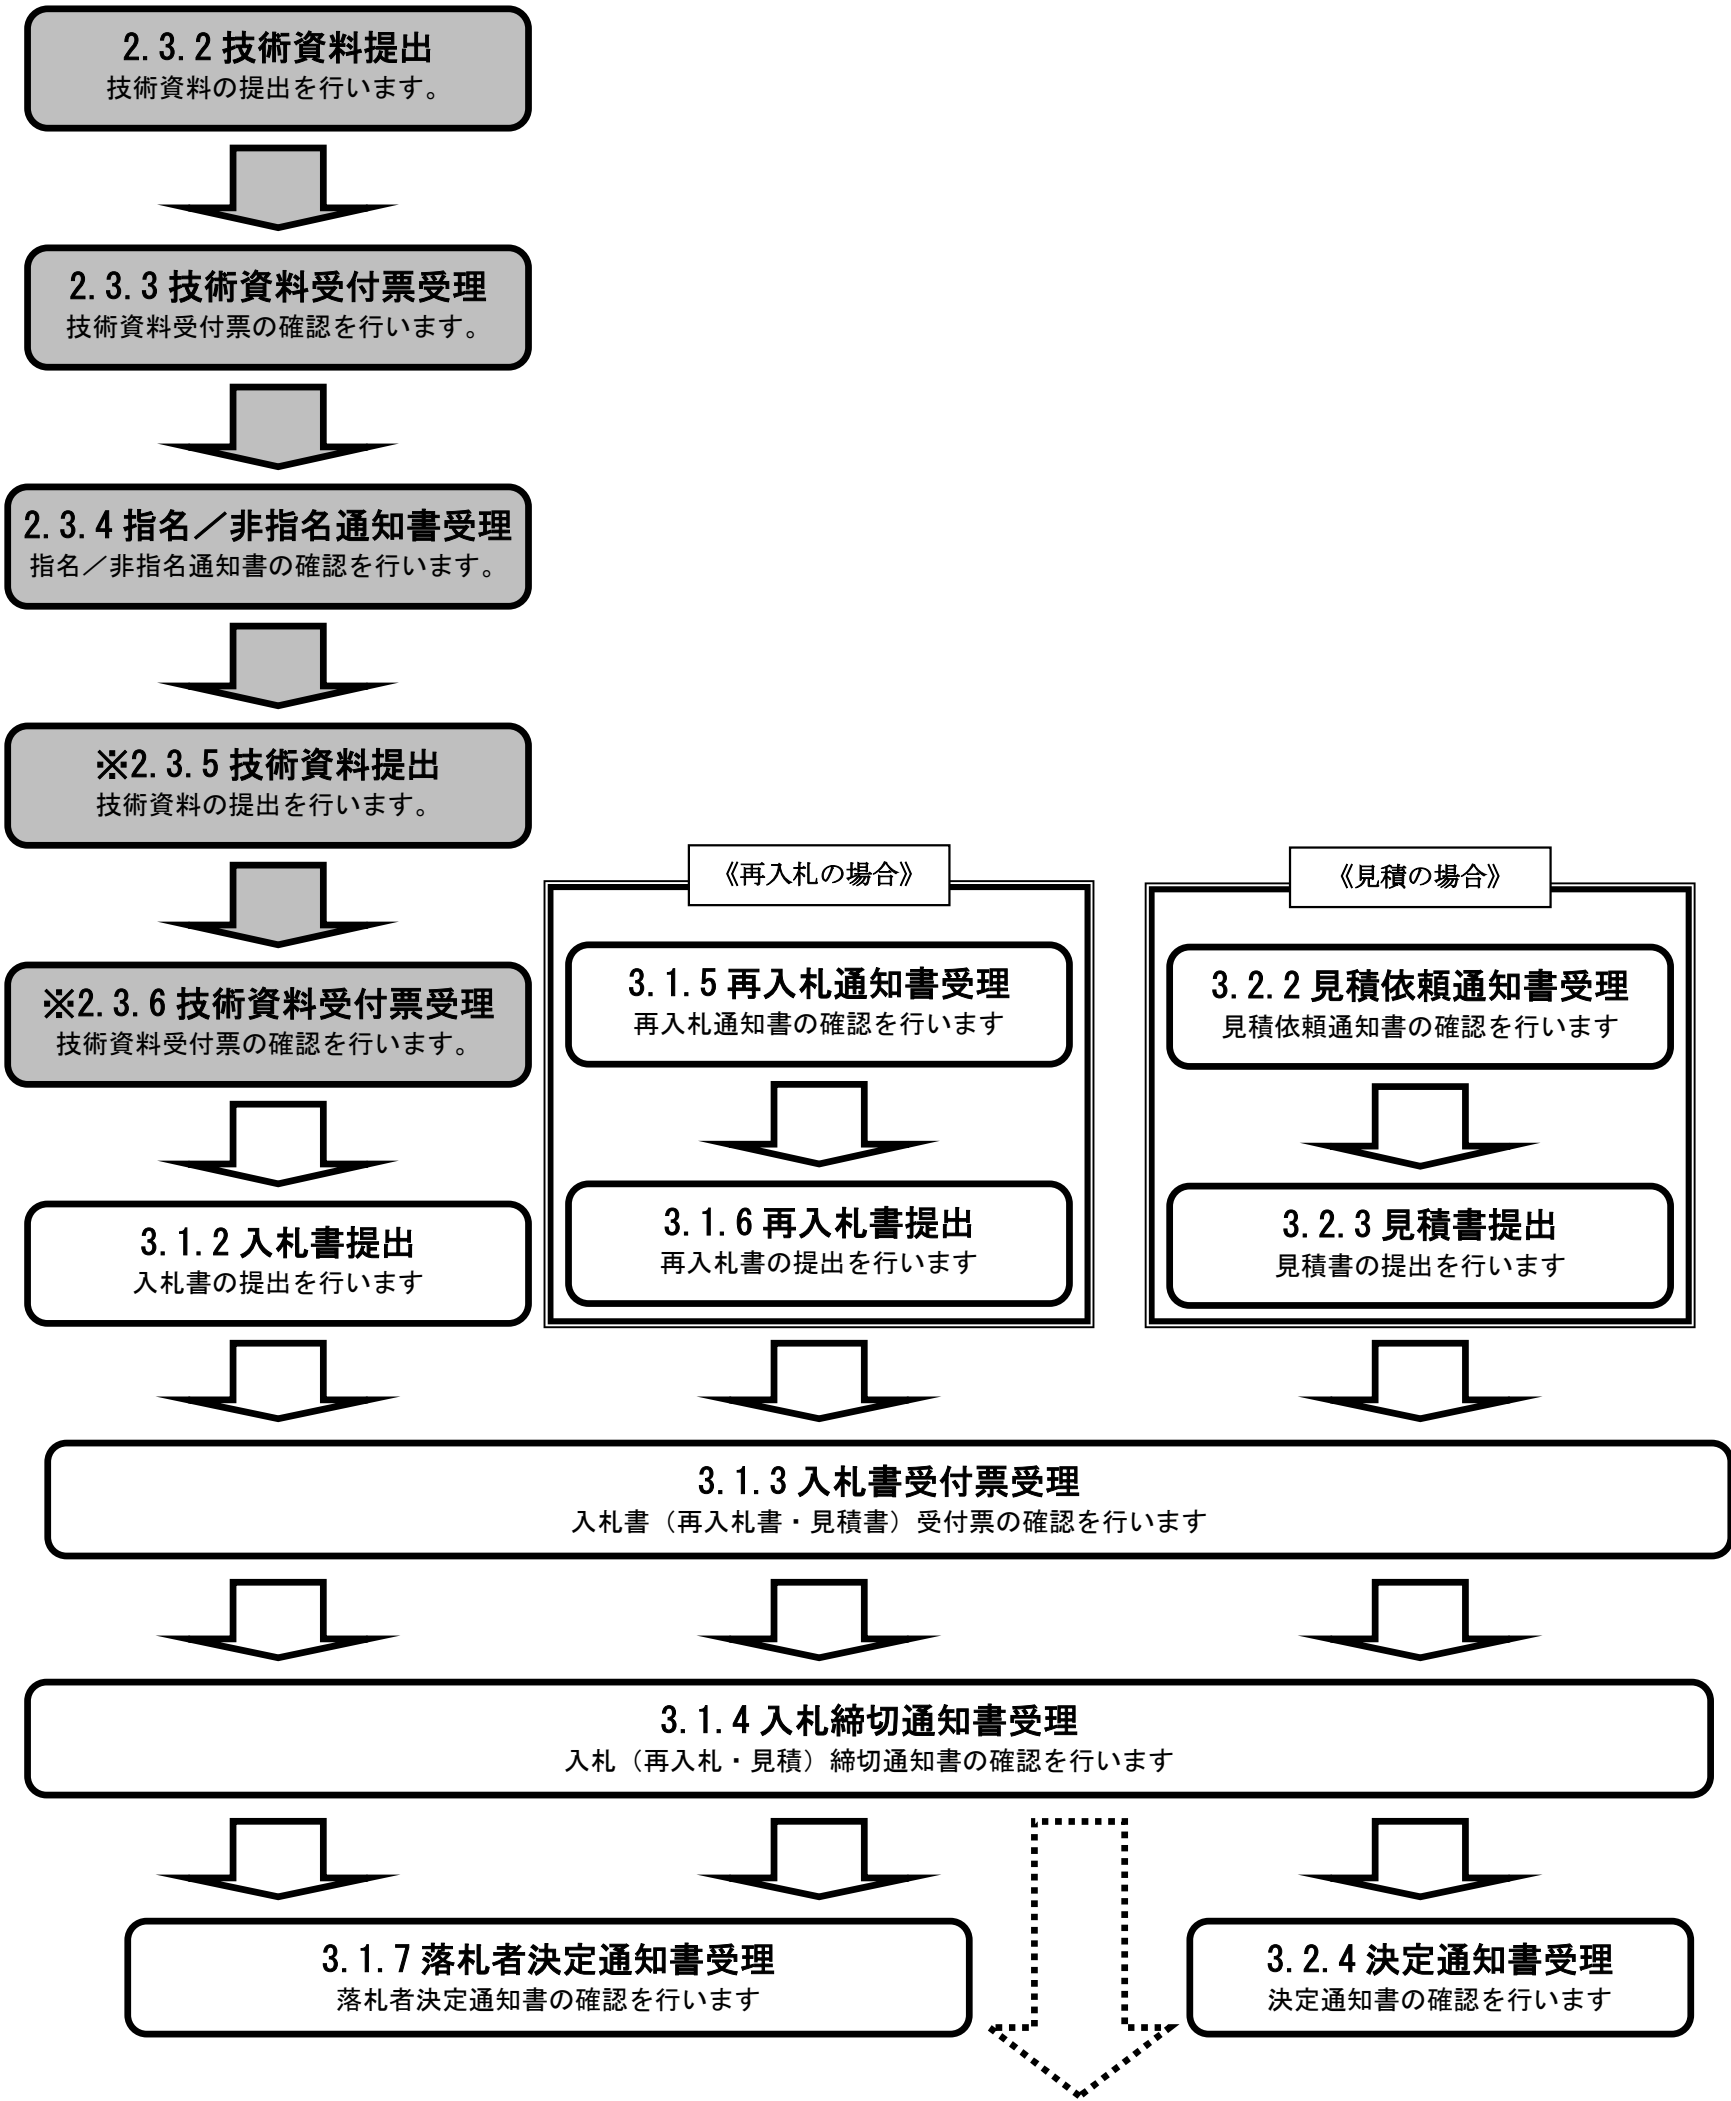 2.3.2 技術資料提出
技術資料の提出を行います。
2.3.3 技術資料受付票受理
技術資料受付票の確認を行います。
2.3.4 指名／非指名通知書受理
指名／非指名通知書の確認を行います。
※2.3.5 技術資料提出
技術資料の提出を行います。
※2.3.6 技術資料受付票受理
技術資料受付票の確認を行います。
3.1.2 入札書提出
入札書の提出を行います
《再入札の場合》
3.1.5 再入札通知書受理
再入札通知書の確認を行います
3.1.6 再入札書提出
再入札書の提出を行います
《見積の場合》
3.2.2 見積依頼通知書受理
見積依頼通知書の確認を行います
3.2.3 見積書提出
見積書の提出を行います
3.1.3 入札書受付票受理
入札書（再入札書・見積書）受付票の確認を行います
3.1.4 入札締切通知書受理
入札（再入札・見積）締切通知書の確認を行います
3.1.7 落札者決定通知書受理
落札者決定通知書の確認を行います
3.2.4 決定通知書受理
決定通知書の確認を行います